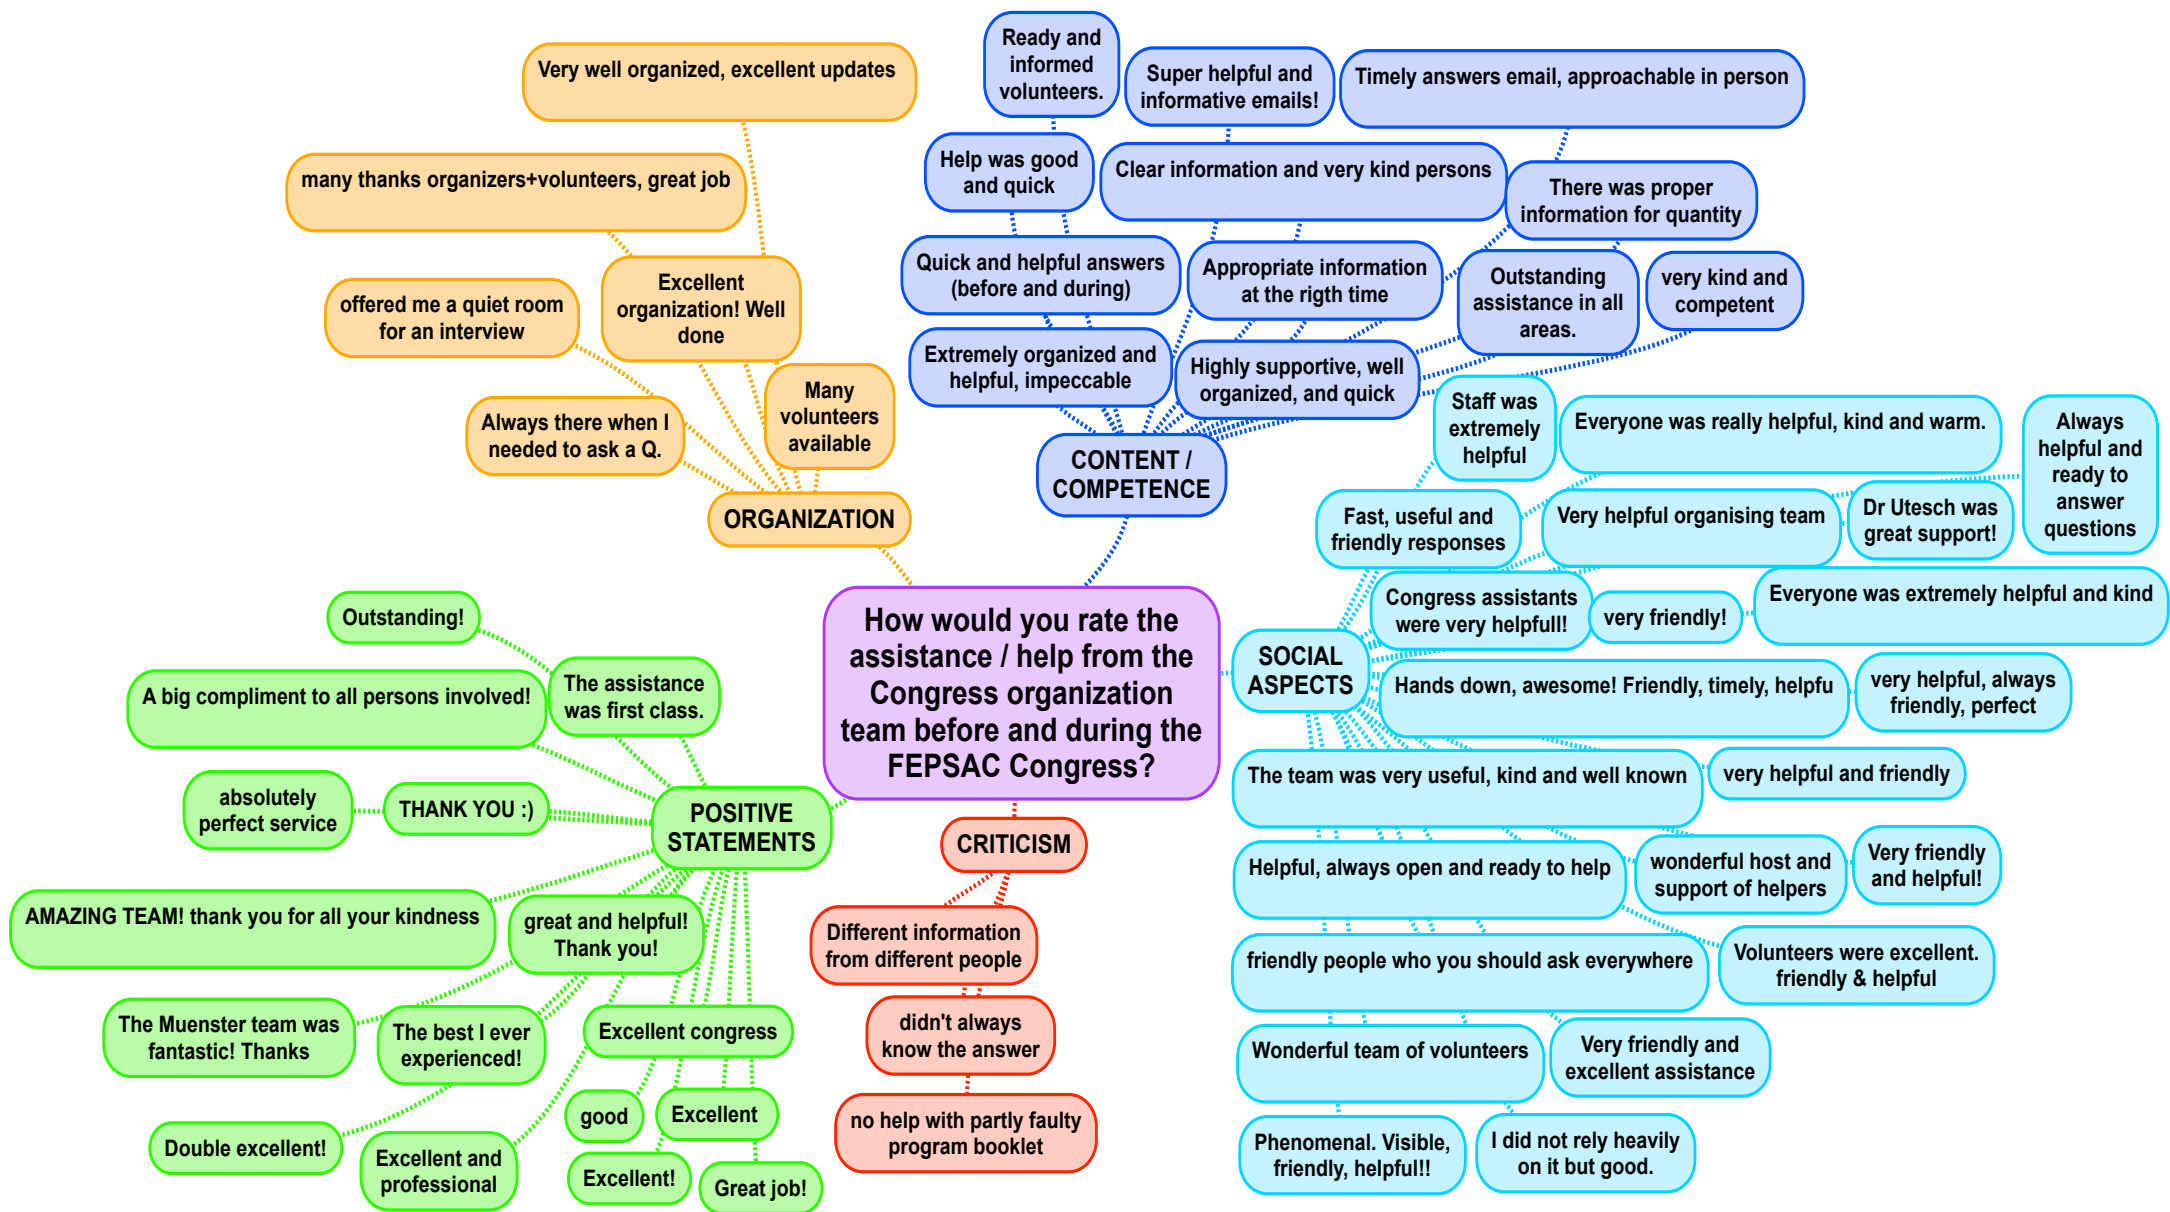 How would you rate the
assistance / help from the
Congress organization
team before and during the
FEPSAC Congress?
ORGANIZATION
Very well organized, excellent updates
many thanks organizers+volunteers, great job
Excellent
organization! Well
done
offered me a quiet room
for an interview
Many
volunteers
available
Always there when I
needed to ask a Q.
CONTENT /
COMPETENCE
Ready and
informed
volunteers.
Super helpful and
informative emails!
Timely answers email, approachable in person
Help was good
and quick
Clear information and very kind persons
There was proper
information for quantity
Quick and helpful answers
(before and during)
Appropriate information
at the rigth time
Outstanding
assistance in all
areas.
very kind and
competent
Extremely organized and
helpful, impeccable
Highly supportive, well
organized, and quick
SOCIAL
ASPECTS
Staff was
extremely
helpful
Everyone was really helpful, kind and warm.
Always
helpful and
ready to
answer
questions
Fast, useful and
friendly responses
Very helpful organising team
Dr Utesch was
great support!
Congress assistants
were very helpfull!
very friendly!
Everyone was extremely helpful and kind
Hands down, awesome! Friendly, timely, helpfu
very helpful, always
friendly, perfect
The team was very useful, kind and well known
very helpful and friendly
Helpful, always open and ready to help
wonderful host and
support of helpers
Very friendly
and helpful!
friendly people who you should ask everywhere
Volunteers were excellent.
friendly & helpful
Wonderful team of volunteers
Very friendly and
excellent assistance
Phenomenal. Visible,
friendly, helpful!!
I did not rely heavily
on it but good.
CRITICISM
Different information
from different people
didn't always
know the answer
no help with partly faulty
program booklet
POSITIVE
STATEMENTS
Outstanding!
A big compliment to all persons involved!
The assistance
was first class.
absolutely
perfect service
THANK YOU :)
AMAZING TEAM! thank you for all your kindness
great and helpful!
Thank you!
The Muenster team was
fantastic! Thanks
The best I ever
experienced!
Excellent congress
good
Excellent
Double excellent!
Excellent and
professional
Excellent!
Great job!